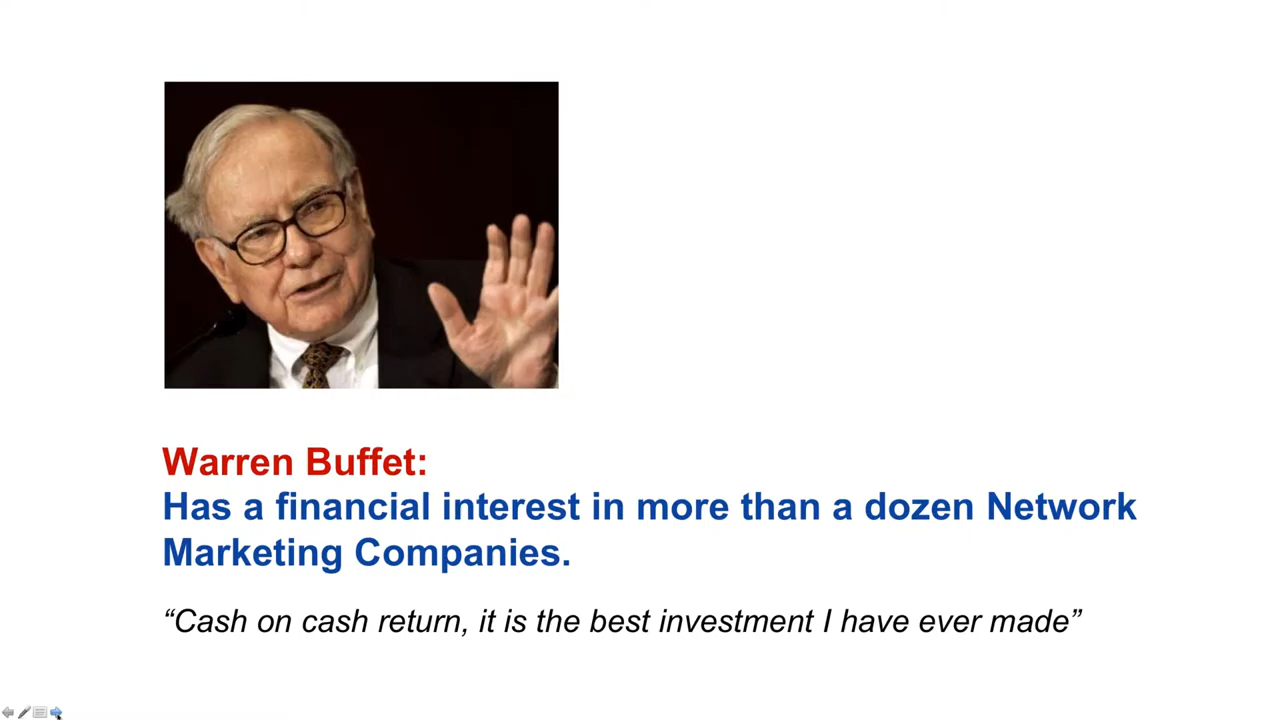 Warren Buffet:
Has a financial interest in more than a dozen Network
Marketing Companies.
“Cash on cash return, it is the best investment I have ever made”